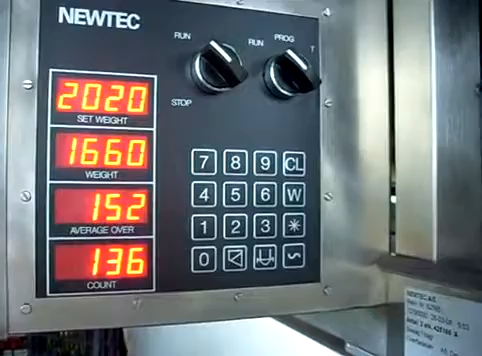 NEWTEC
RUN
STOP
RUN
PROG
T
2020
SET WEIGHT
1660
WEIGHT
152
AVERAGE OVER
136
COUNT
7 8 9 CL
4 5 6 W
1 2 3 *
0
NEWTEC A/S